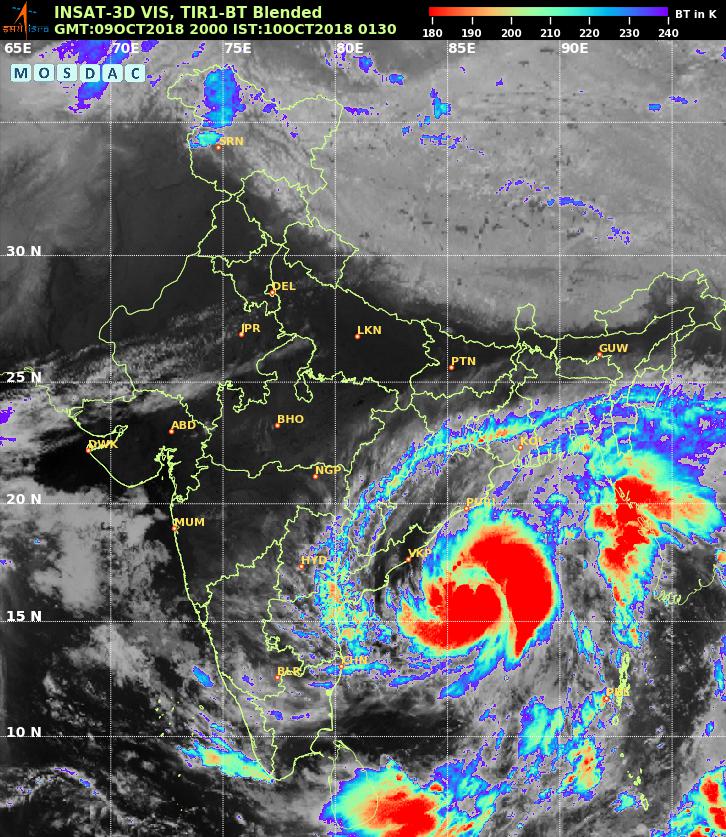 INSAT-3D VIS, TIR1-BT Blended
GMT:09OCT2018 2000 IST:10OCT2018 0130
BT in K
180 190 200 210 220 230 240
65E 70E 75E 80E 85E 90E
MOSDAC
SRN
30 N
DEL
JPR
LKN
GUW
PTN
25 N
ABD
BHO
DWK
KOL
NGP
20 N
MUM
VKP
HYD
15 N
CHN
BLR
10 N